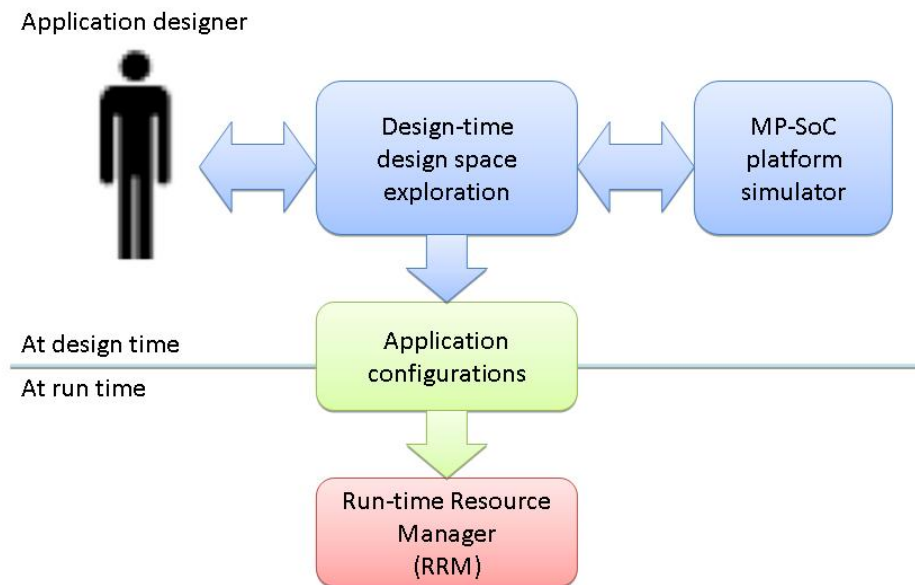 Application designer
Design-time
design space
exploration
MP-SoC
platform
simulator
At design time
At run time
Application
configurations
Run-time Resource
Manager
(RRM)